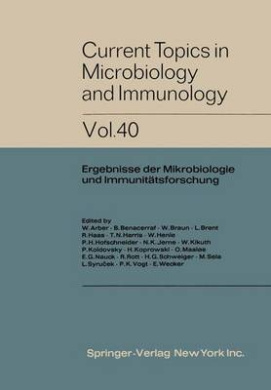 Current Topics in
Microbiology
and Immunology
Vol.40
Ergebnisse der Mikrobiologie
und Immunitätsforschung
Edited by
W. Arber · B. Benacerraf · W. Braun · L. Brent
R. Haas · T. N. Harris · W. Henle
P. H. Hofschneider · N. K. Jerne · W. Kikuth
P. Koldovsky · H. Koprowski · O. Maaløe
E. G. Nauck · R. Rott · H. G. Schweiger · M. Sela
L. Syruček · P. K. Vogt · E. Wecker
Springer-Verlag New York Inc.